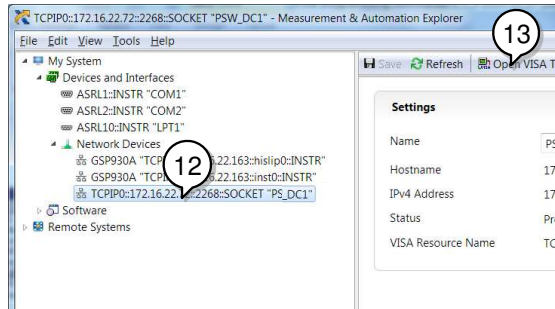 TCPIP0::172.16.22.72::2268::SOCKET "PSW_DC1" - Measurement & Automation Explorer
File Edit View Tools Help
13
My System
Devices and Interfaces
ASRL1::INSTR "COM1"
ASRL2::INSTR "COM2"
ASRL10::INSTR "LPT1"
Network Devices
GSP930A "TCP 22.163::hislip0::INSTR"
GSP930A "TCP 22.163::inst0::INSTR"
12
TCPIP0::172.16.22. 2268::SOCKET "PS_DC1"
Software
Remote Systems
Save Refresh Open VISA T
Settings
Name PS
Hostname 17
IPv4 Address 17
Status Pr
VISA Resource Name TC